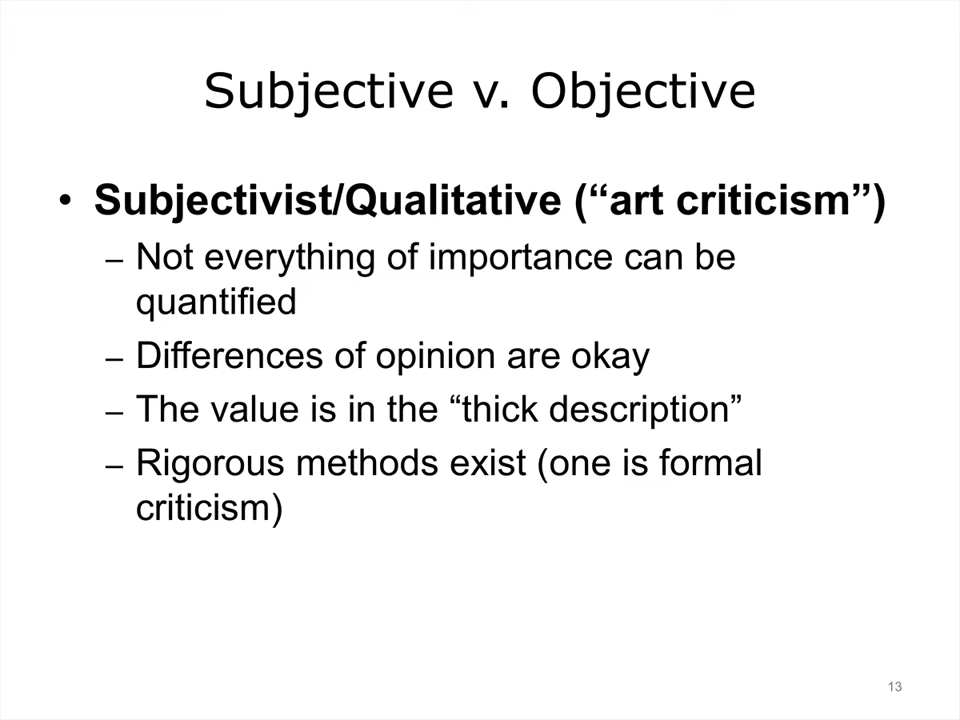 Subjective v. Objective
• Subjectivist/Qualitative (“art criticism”)
– Not everything of importance can be
quantified
– Differences of opinion are okay
– The value is in the “thick description”
– Rigorous methods exist (one is formal
criticism)
13